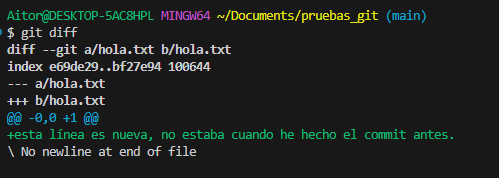 Aitor@DESKTOP-5AC8HPL MINGW64 ~/Documents/pruebas_git (main)
$ git diff
diff --git a/hola.txt b/hola.txt
index e69de29..bf27e94 100644
--- a/hola.txt
+++ b/hola.txt
@@ -0,0 +1 @@
+esta línea es nueva, no estaba cuando he hecho el commit antes.
\ No newline at end of file